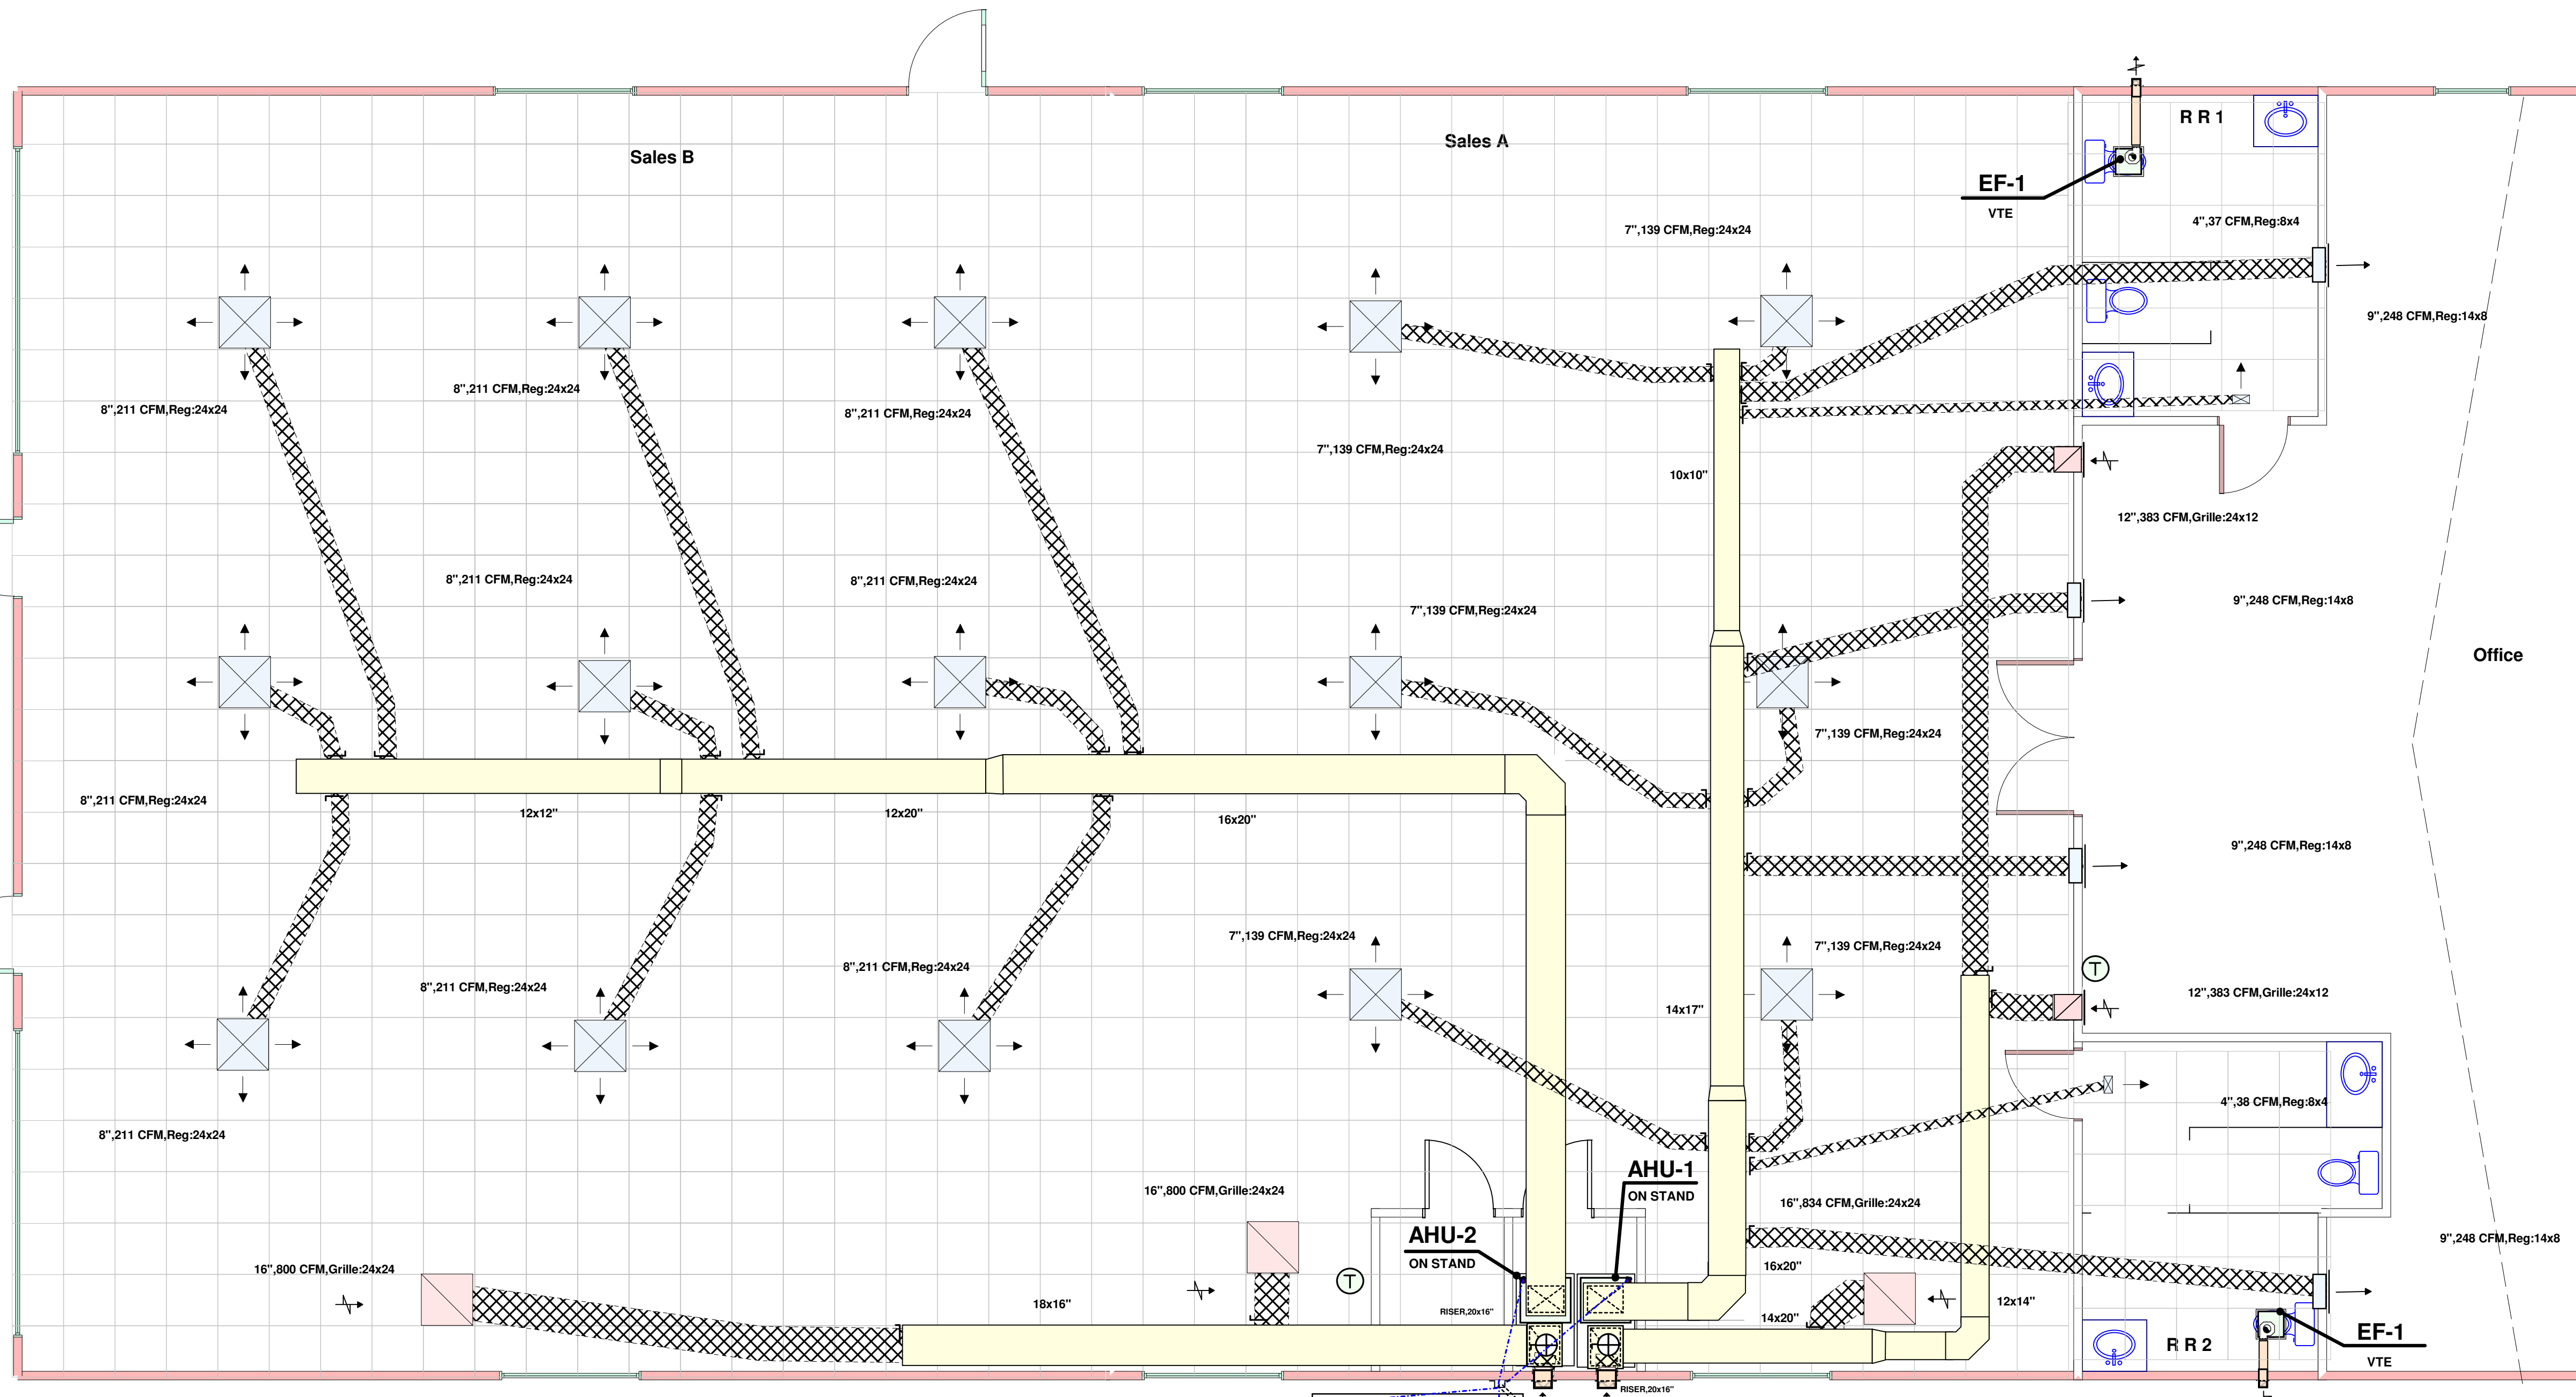 Sales B
Sales A
R R 1
EF-1
VTE
4",37 CFM,Reg:8x4
7",139 CFM,Reg:24x24
9",248 CFM,Reg:14x8
8",211 CFM,Reg:24x24
8",211 CFM,Reg:24x24
8",211 CFM,Reg:24x24
7",139 CFM,Reg:24x24
10x10"
12",383 CFM,Grille:24x12
8",211 CFM,Reg:24x24
8",211 CFM,Reg:24x24
7",139 CFM,Reg:24x24
9",248 CFM,Reg:14x8
Office
7",139 CFM,Reg:24x24
8",211 CFM,Reg:24x24
12x12"
12x20"
16x20"
9",248 CFM,Reg:14x8
8",211 CFM,Reg:24x24
8",211 CFM,Reg:24x24
7",139 CFM,Reg:24x24
7",139 CFM,Reg:24x24
T
12",383 CFM,Grille:24x12
14x17"
4",38 CFM,Reg:8x4
8",211 CFM,Reg:24x24
AHU-1
ON STAND
16",800 CFM,Grille:24x24
16",834 CFM,Grille:24x24
AHU-2
ON STAND
9",248 CFM,Reg:14x8
16",800 CFM,Grille:24x24
T
16x20"
18x16"
RISER,20x16"
14x20"
12x14"
R R 2
EF-1
VTE
RISER,20x16"